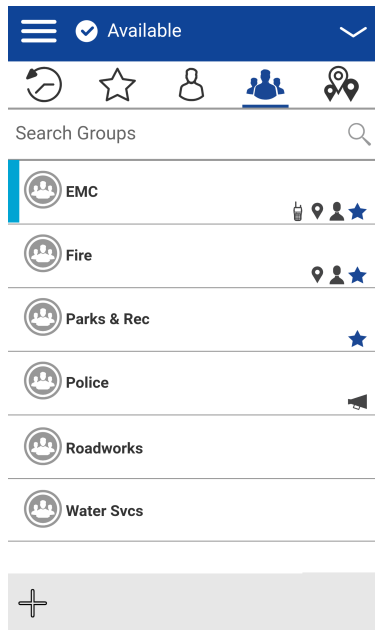 Available
Search Groups
EMC
Fire
Parks & Rec
Police
Roadworks
Water Svcs